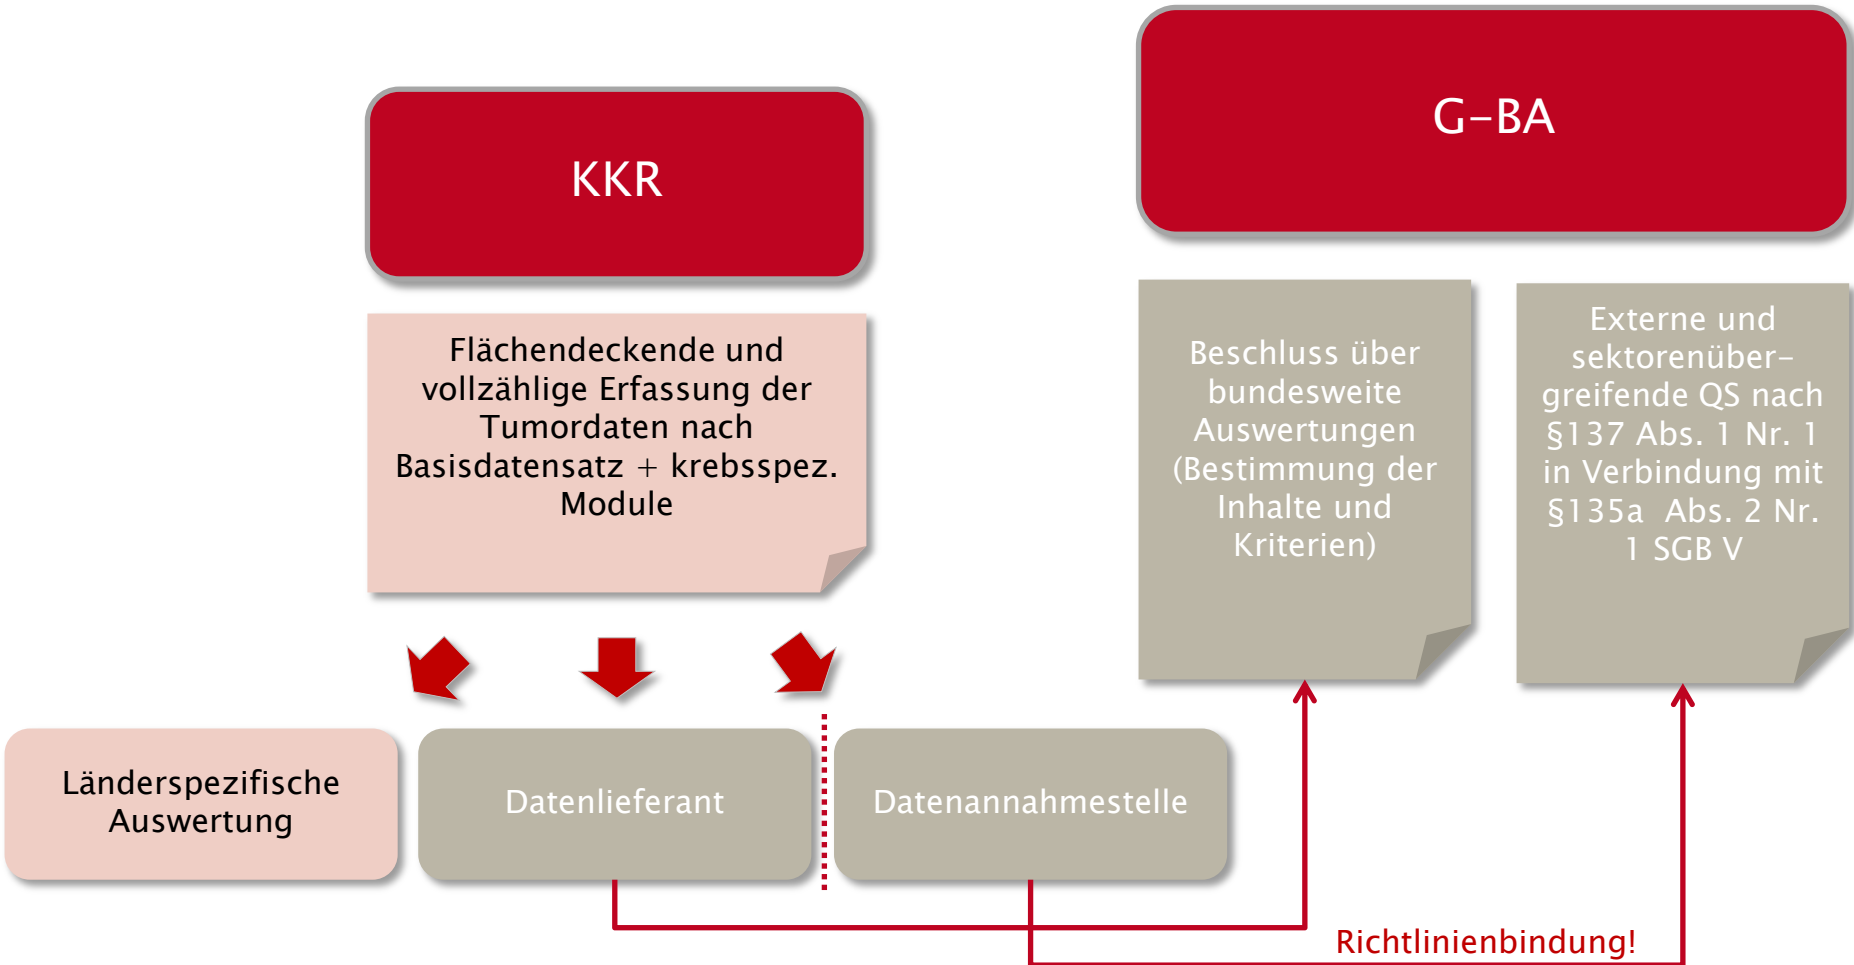 KKR
Flächendeckende und
vollzählige Erfassung der
Tumordaten nach
Basisdatensatz + krebsspez.
Module
Länderspezifische
Auswertung
Datenlieferant
Datenannahmestelle
G-BA
Beschluss über
bundesweite
Auswertungen
(Bestimmung der
Inhalte und
Kriterien)
Externe und
sektorenüber-
greifende QS nach
§137 Abs. 1 Nr. 1
in Verbindung mit
§135a Abs. 2 Nr.
1 SGB V
Richtlinienbindung!